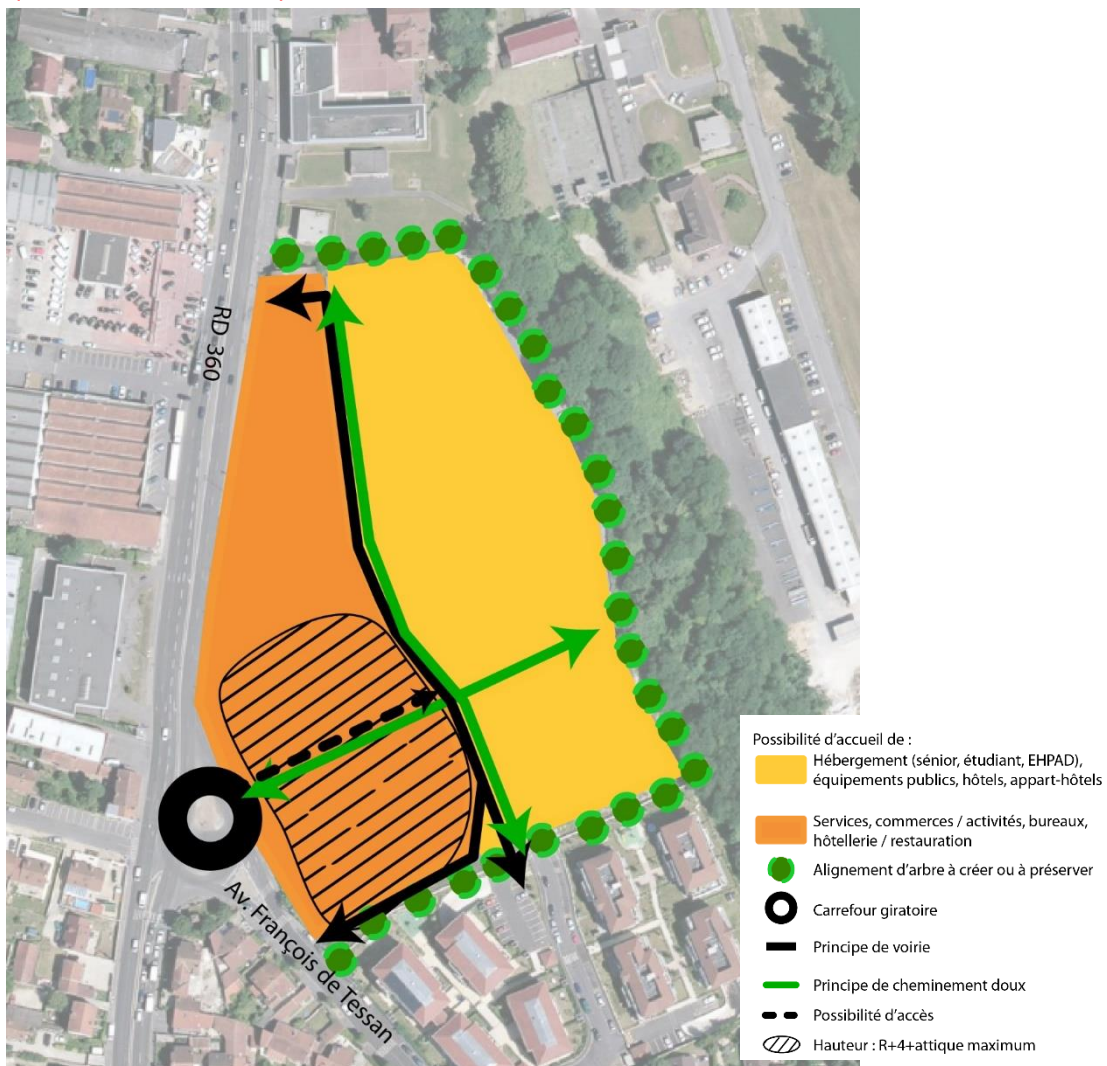 RD 360
Av. François de Tessan
Possibilité d'accueil de :
Hébergement (sénior, étudiant, EHPAD),
équipements publics, hôtels, appart-hôtels
Services, commerces / activités, bureaux,
hôtellerie / restauration
Alignement d'arbre à créer ou à préserver
Carrefour giratoire
Principe de voirie
Principe de cheminement doux
Possibilité d'accès
Hauteur : R+4+attique maximum